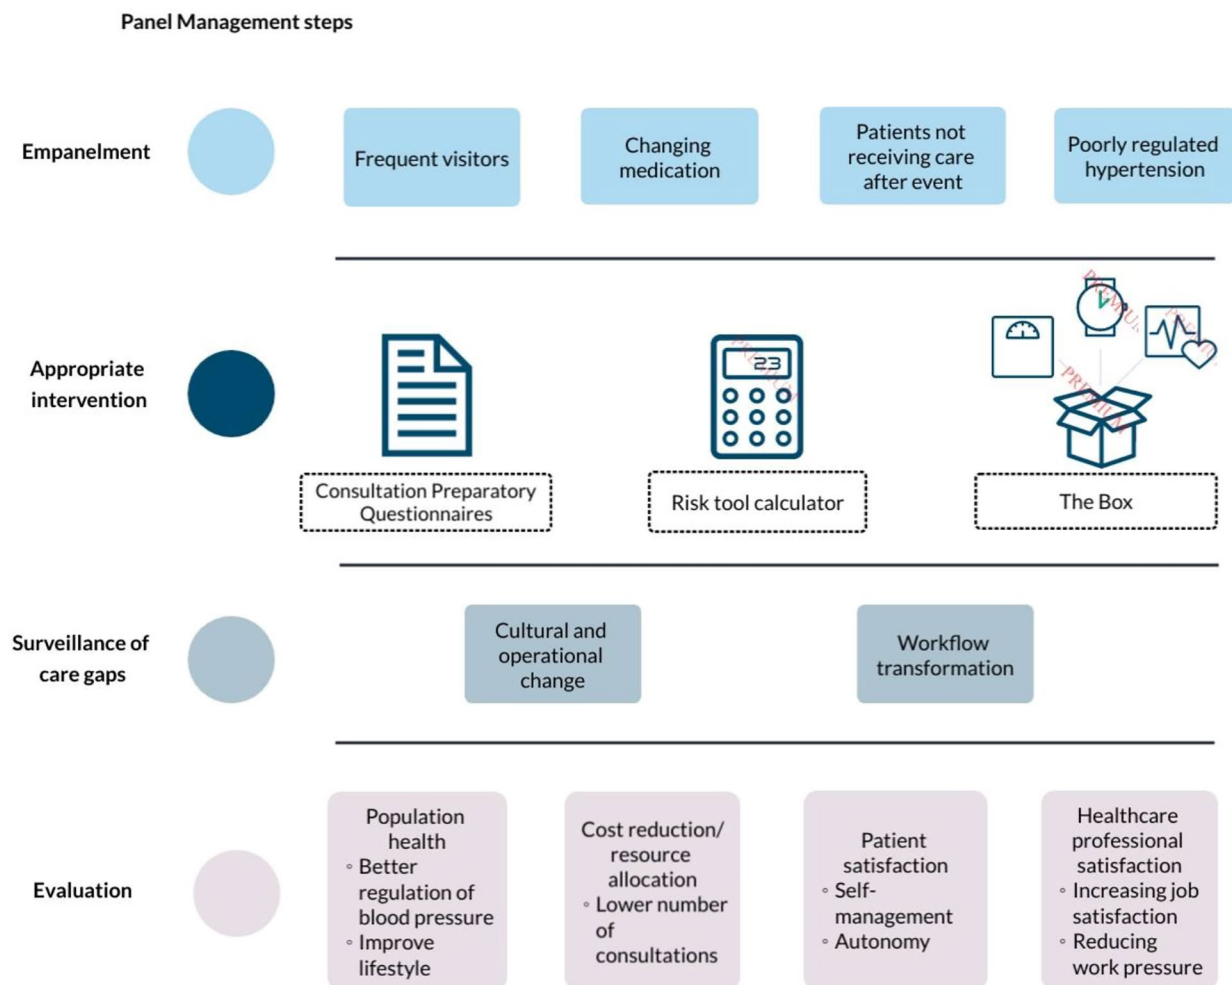 Panel Management steps
Empanelment
Frequent visitors
Changing
medication
Patients not
receiving care
after event
Poorly regulated
hypertension
Appropriate
intervention
23
PREMIUM
PREMIUM
PREMIUM
Consultation Preparatory
Questionnaires
Risk tool calculator
The Box
Surveillance of
care gaps
Cultural and
operational
change
Workflow
transformation
Evaluation
Population
health
◦ Better
regulation of
blood pressure
◦ Improve
lifestyle
Cost reduction/
resource
allocation
◦ Lower number
of
consultations
Patient
satisfaction
◦ Self-
management
◦ Autonomy
Healthcare
professional
satisfaction
◦ Increasing job
satisfaction
◦ Reducing
work pressure